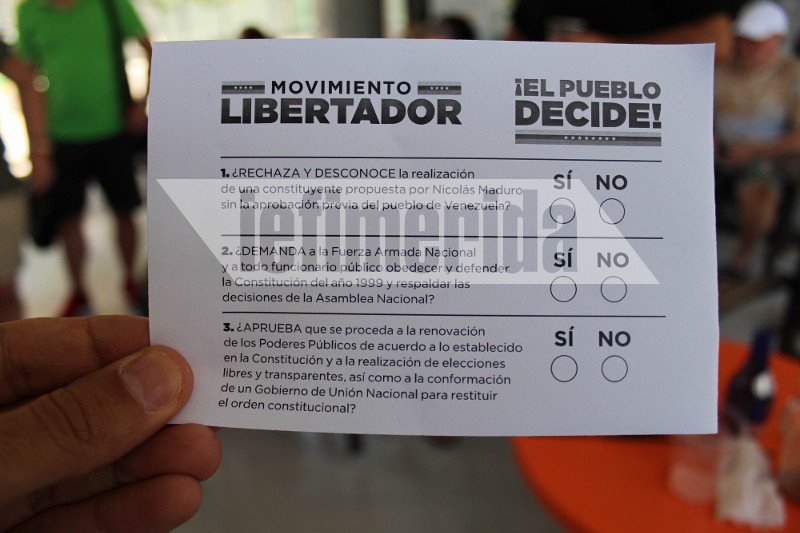 MOVIMIENTO
LIBERTADOR
¡EL PUEBLO
DECIDE!
1. ¿RECHAZA Y DESCONOCE la realización
de una constituyente propuesta por Nicolás Maduro
sin la aprobación previa del pueblo de Venezuela?
SÍ NO
2. ¿DEMANDA a la Fuerza Armada Nacional
y a todo funcionario público obedecer y defender
la Constitución del año 1999 y respaldar las
decisiones de la Asamblea Nacional?
SÍ NO
3. ¿APRUEBA que se proceda a la renovación
de los Poderes Públicos de acuerdo a lo establecido
en la Constitución y a la realización de elecciones
libres y transparentes, así como a la conformación
de un Gobierno de Unión Nacional para restituir
el orden constitucional?
SÍ NO
iefimerida